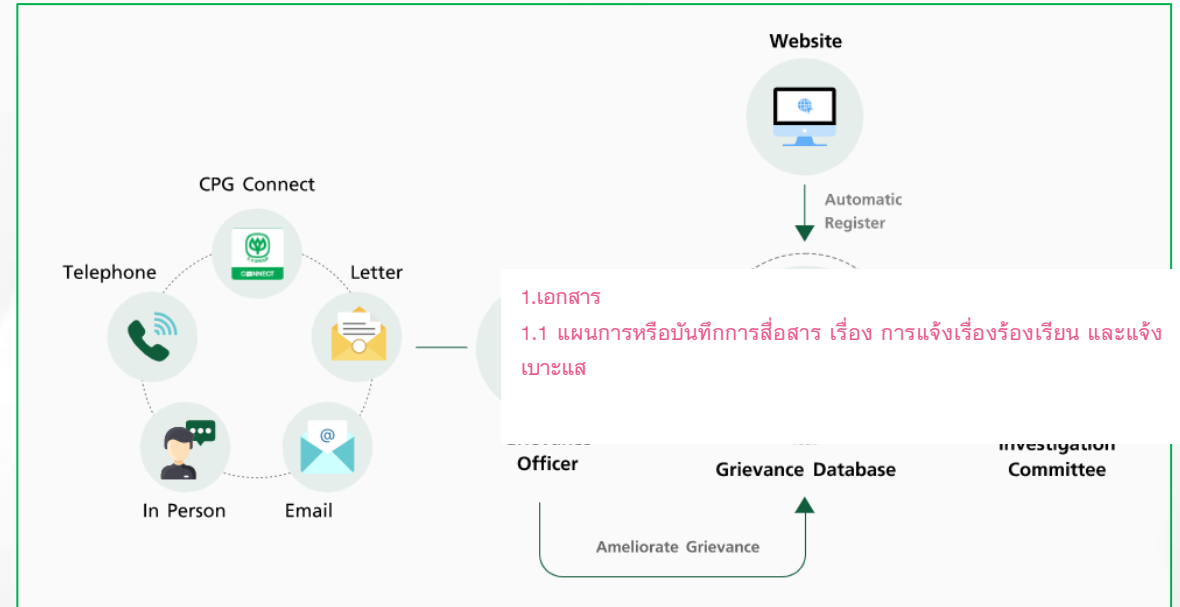 Website
Automatic
Register
CPG Connect
CONNECT
Telephone
Letter
In Person
Email
@
1.เอกสาร
1.1 แผนการหรือบันทึกการสื่อสาร เรื่อง การแจ้งเรื่องร้องเรียน และแจ้ง
เบาะแส
Officer
Grievance Database
Investigation
Committee
Ameliorate Grievance